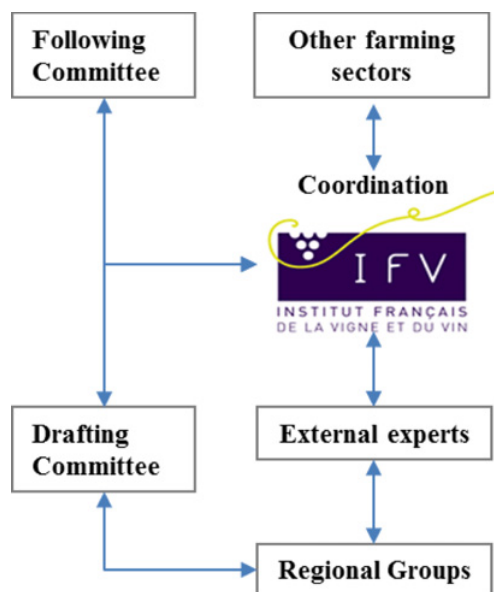 Following
Committee
Other farming
sectors
Coordination
IFV
INSTITUT FRANÇAIS
DE LA VIGNE ET DU VIN
Drafting
Committee
External experts
Regional Groups